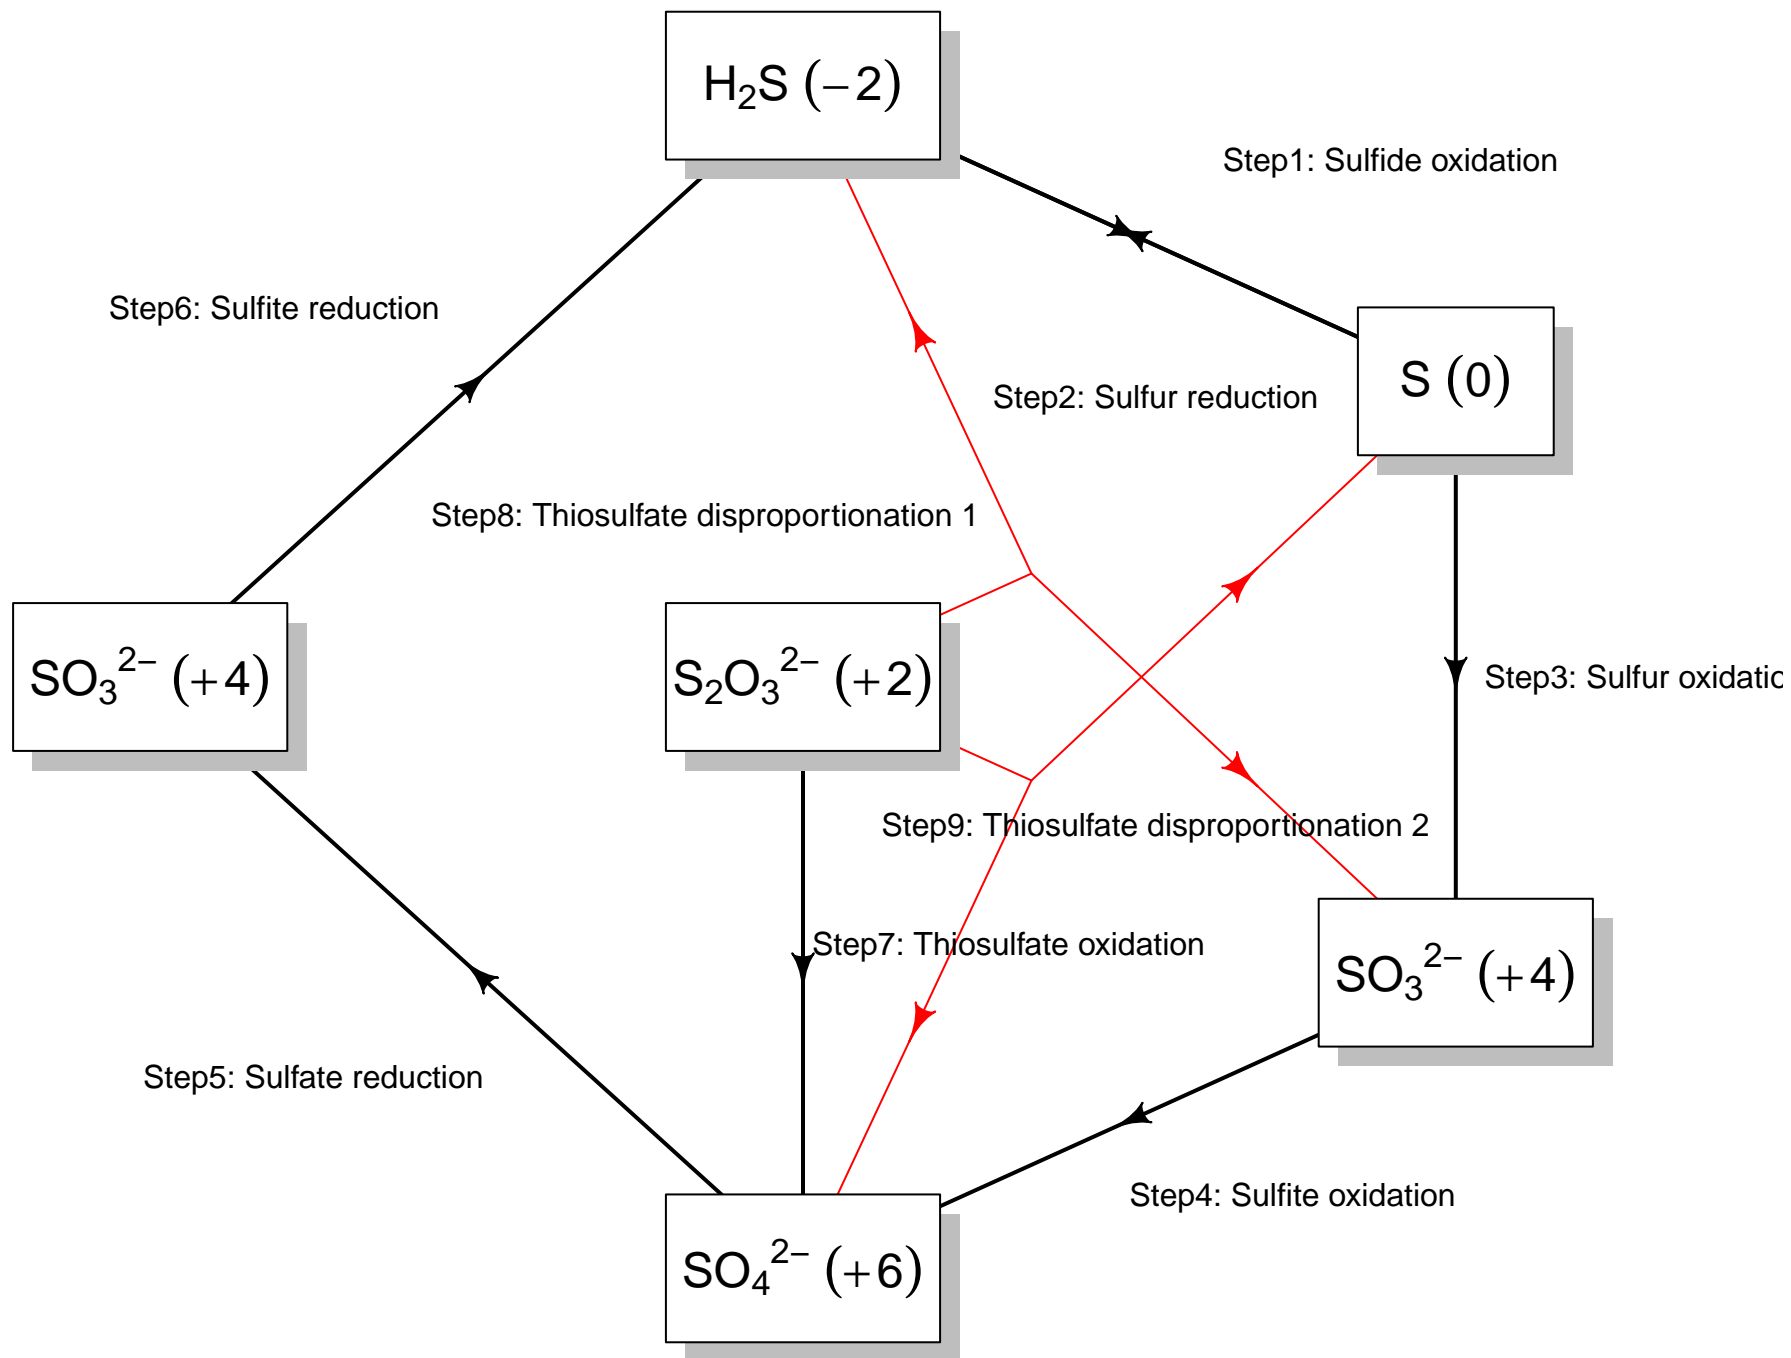 H₂S (−2)
Step1: Sulfide oxidation
Step6: Sulfite reduction
S (0)
Step2: Sulfur reduction
Step8: Thiosulfate disproportionation 1
SO₃²⁻ (+4)
S₂O₃²⁻ (+2)
Step3: Sulfur oxidatio
Step9: Thiosulfate disproportionation 2
Step7: Thiosulfate oxidation
SO₃²⁻ (+4)
Step5: Sulfate reduction
Step4: Sulfite oxidation
SO₄²⁻ (+6)